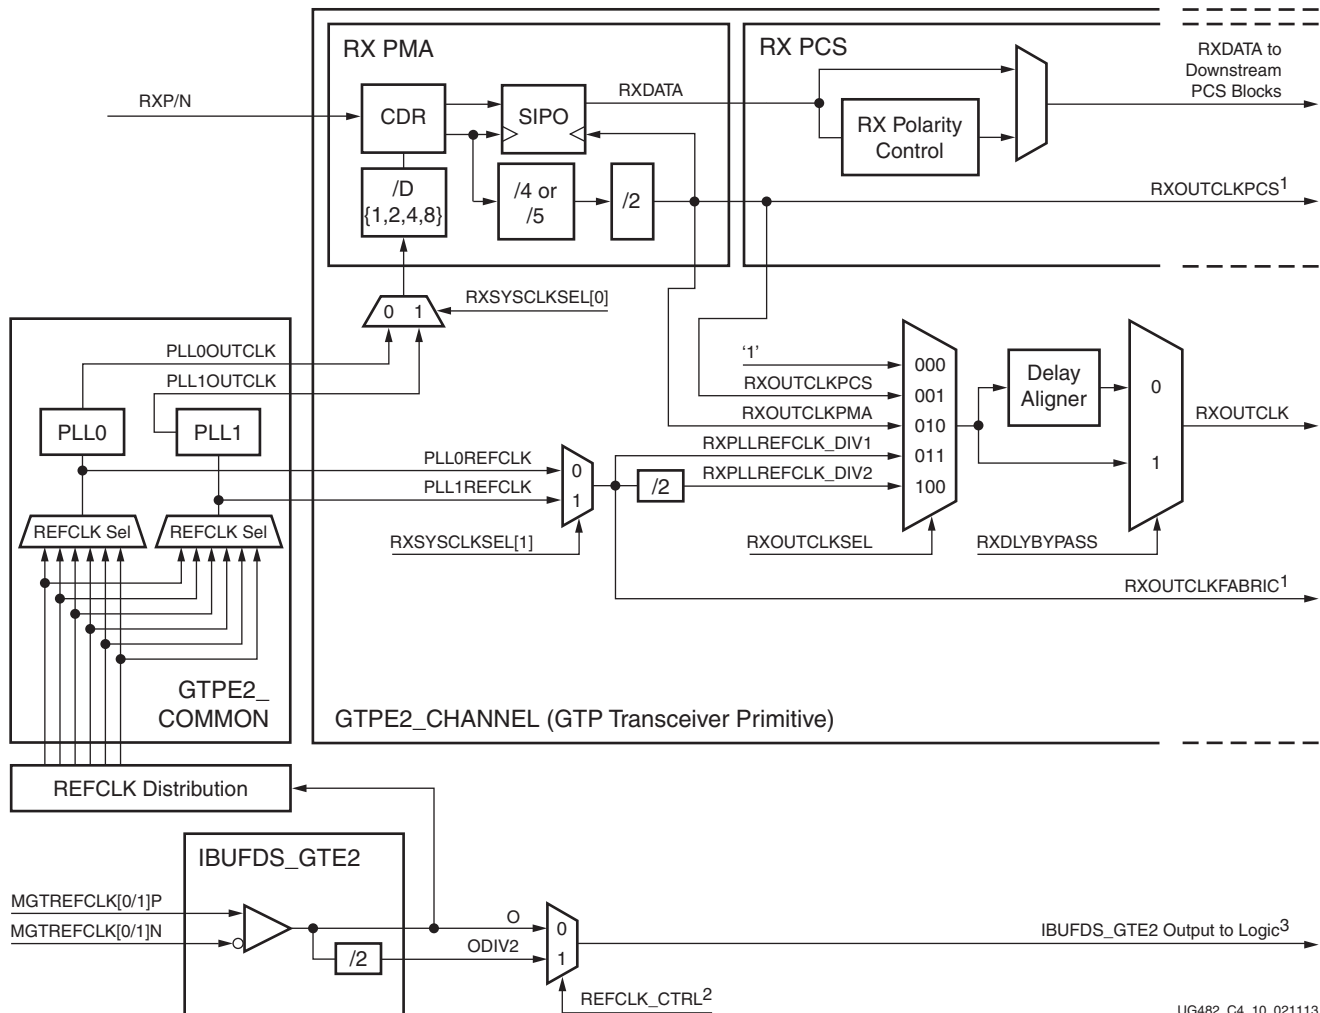 RX PMA
RX PCS
RXDATA to
Downstream
PCS Blocks
RXP/N
CDR
SIPO
RXDATA
RX Polarity
Control
/D
{1,2,4,8}
/4 or
/5
/2
RXOUTCLKPCS1
0 1
RXSYSCLKSEL[0]
PLL0OUTCLK
PLL1OUTCLK
PLL0
PLL1
'1'
RXOUTCLKPCS
RXOUTCLKPMA
RXPLLREFCLK_DIV1
RXPLLREFCLK_DIV2
000
001
010
011
100
Delay
Aligner
0
1
RXOUTCLK
PLL0REFCLK
PLL1REFCLK
0
1
/2
REFCLK Sel
REFCLK Sel
RXSYSCLKSEL[1]
RXOUTCLKSEL
RXDLYBYPASS
RXOUTCLKFABRIC1
GTPE2_
COMMON
GTPE2_CHANNEL (GTP Transceiver Primitive)
REFCLK Distribution
IBUFDS_GTE2
MGTREFCLK[0/1]P
MGTREFCLK[0/1]N
/2
O
ODIV2
0
1
IBUFDS_GTE2 Output to Logic3
REFCLK_CTRL2
UG482_C4_10_021113